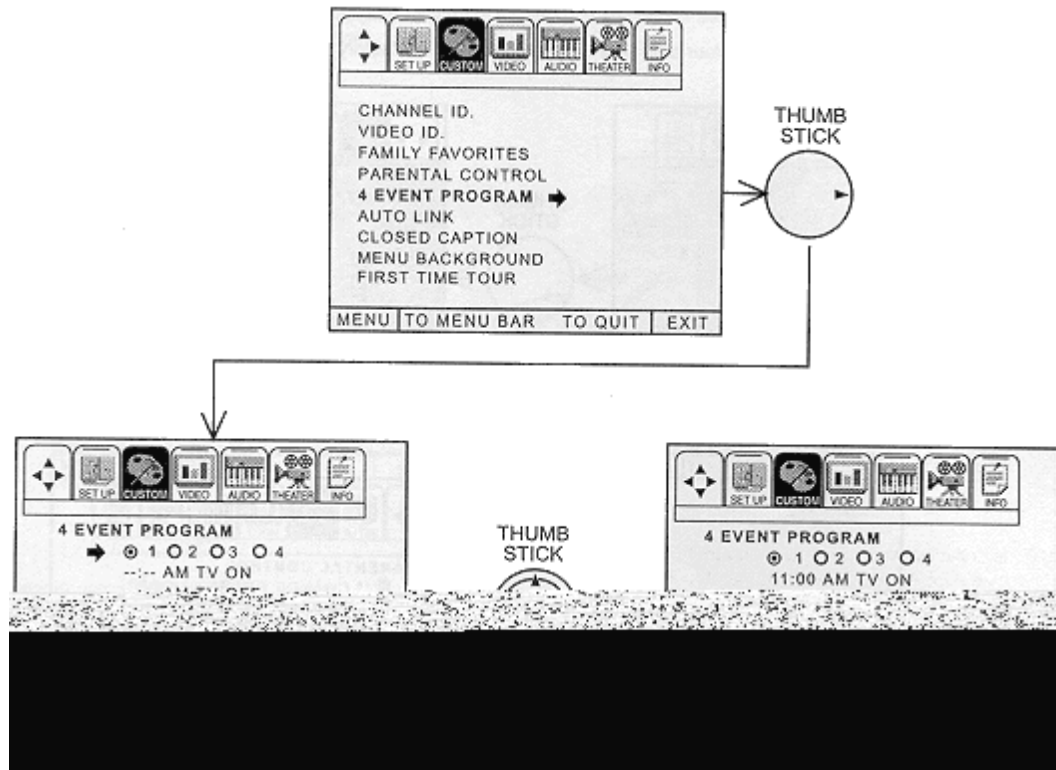 SET UP CUSTOM VIDEO AUDIO THEATER INFO
CHANNEL ID.
VIDEO ID.
FAMILY FAVORITES
PARENTAL CONTROL
4 EVENT PROGRAM
AUTO LINK
CLOSED CAPTION
MENU BACKGROUND
FIRST TIME TOUR
MENU TO MENU BAR TO QUIT EXIT
THUMB
STICK
SET UP CUSTOM VIDEO AUDIO THEATER INFO
4 EVENT PROGRAM
1 2 3 4
--:-- AM TV ON
THUMB
STICK
SET UP CUSTOM VIDEO AUDIO THEATER INFO
4 EVENT PROGRAM
1 2 3 4
11:00 AM TV ON